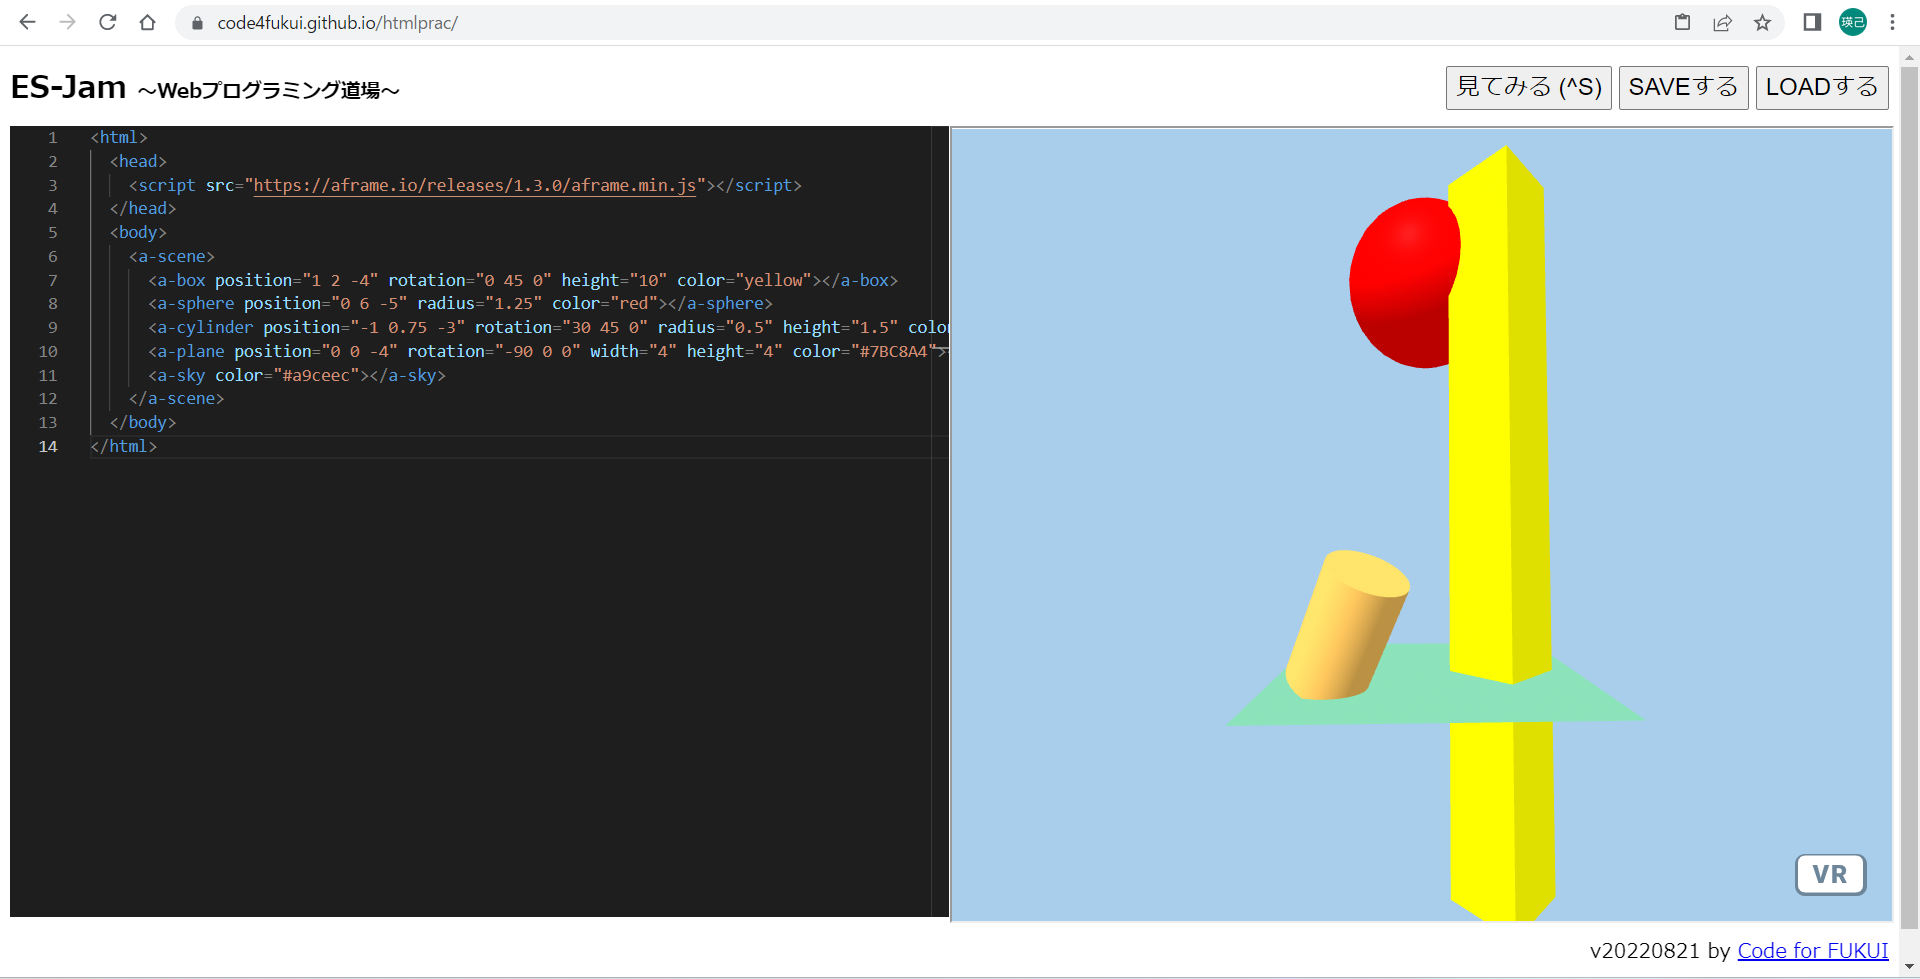 code4fukui.github.io/htmlprac/
瑛己
ES-Jam ～Webプログラミング道場～
見てみる (^S) SAVEする LOADする
1 <html>
2 <head>
3 <script src="https://aframe.io/releases/1.3.0/aframe.min.js"></script>
4 </head>
5 <body>
6 <a-scene>
7 <a-box position="1 2 -4" rotation="0 45 0" height="10" color="yellow"></a-box>
8 <a-sphere position="0 6 -5" radius="1.25" color="red"></a-sphere>
9 <a-cylinder position="-1 0.75 -3" rotation="30 45 0" radius="0.5" height="1.5" colo
10 <a-plane position="0 0 -4" rotation="-90 0 0" width="4" height="4" color="#7BC8A4">
11 <a-sky color="#a9ceec"></a-sky>
12 </a-scene>
13 </body>
14 </html>
VR
v20220821 by Code for FUKUI